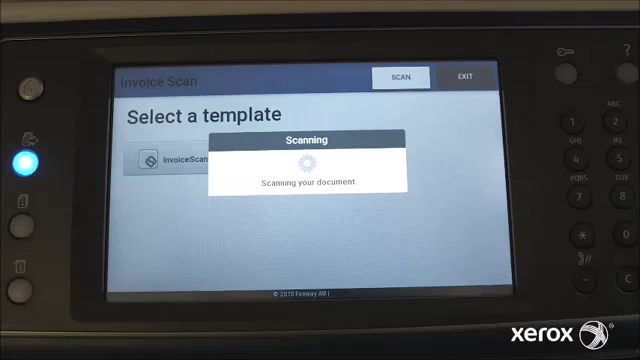 Invoice Scan
SCAN
EXIT
Select a template
Scanning
InvoiceScan
Scanning your document
© 2015 Foxway AB |
?
ABC
1
2
GHI
JKL
4
5
PQRS
TUV
7
8
*
0
C
xerox